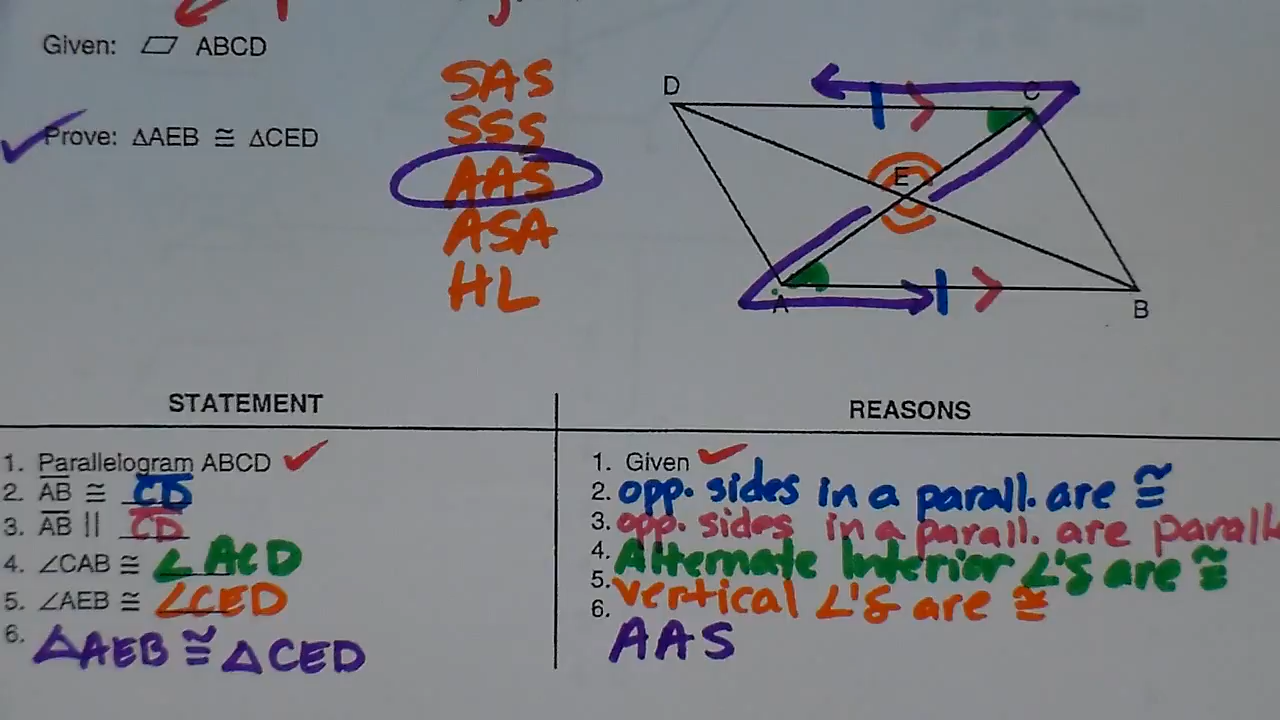 Given: ▱ ABCD
Prove: ΔAEB ≅ ΔCED
SAS
SSS
AAS
ASA
HL
D
C
E
A
B
STATEMENT
REASONS
1. Parallelogram ABCD
2. AB ≅ CD
3. AB || CD
4. ∠CAB ≅ ∠ACD
5. ∠AEB ≅ ∠CED
6. ΔAEB ≅ ΔCED
1. Given
2. opp. sides in a parall. are ≅
3. opp. sides in a parall. are parall
4. Alternate Interior ∠'s are ≅
5. vertical ∠'s are ≅
6. AAS